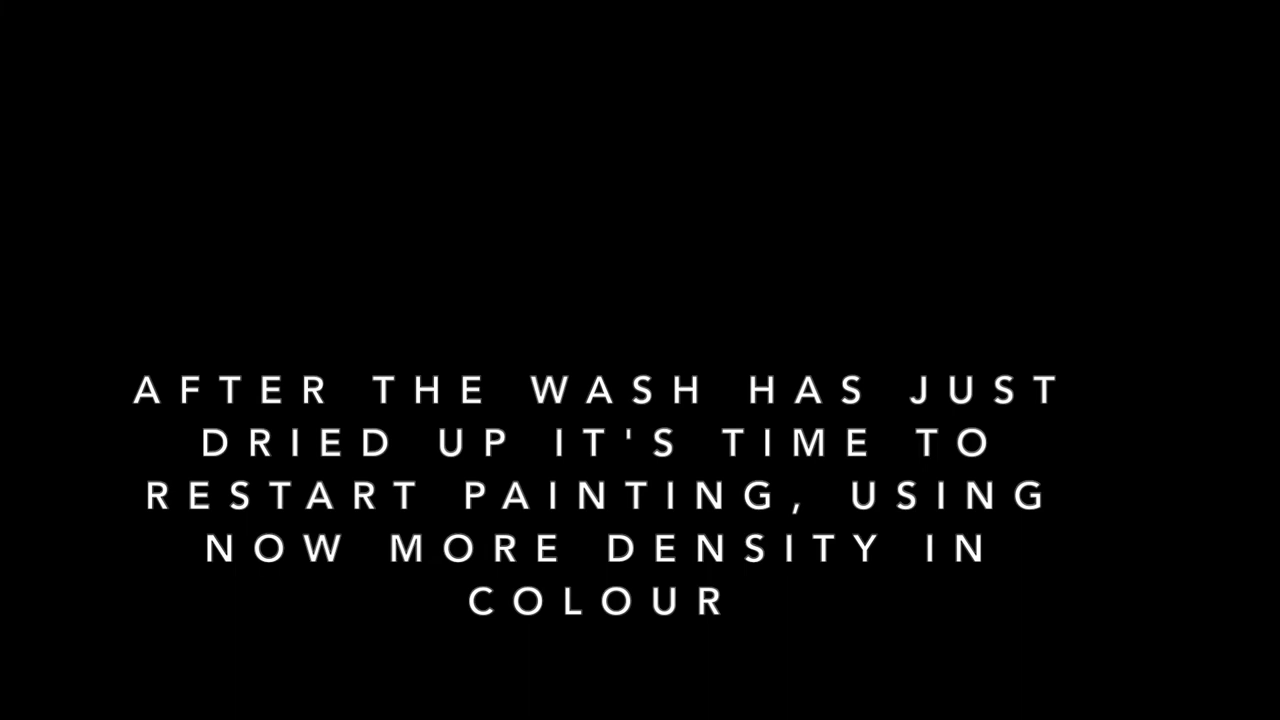 AFTER THE WASH HAS JUST
DRIED UP IT'S TIME TO
RESTART PAINTING, USING
NOW MORE DENSITY IN
COLOUR